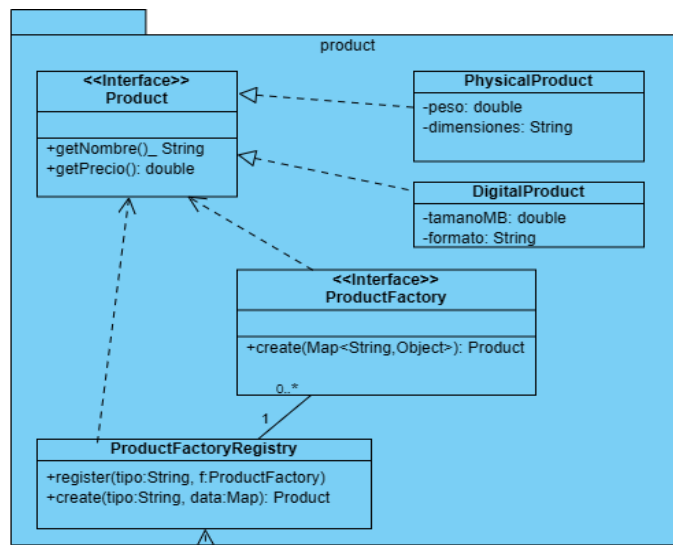 product
<<Interface>>
Product
+getNombre()_ String
+getPrecio(): double
PhysicalProduct
-peso: double
-dimensiones: String
DigitalProduct
-tamanoMB: double
-formato: String
<<Interface>>
ProductFactory
+create(Map<String,Object>): Product
0..*
1
ProductFactoryRegistry
+register(tipo:String, f:ProductFactory)
+create(tipo:String, data:Map): Product